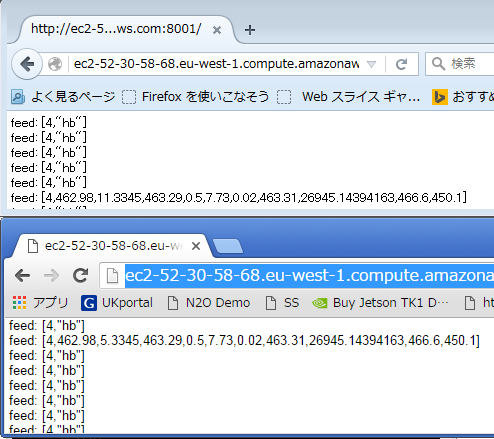 http://ec2-5...ws.com:8001/
ec2-52-30-58-68.eu-west-1.compute.amazonaw
検索
よく見るページ
Firefox を使いこなそう
Web スライス ギャ...
おすすめ
feed: [4,"hb"]
feed: [4,"hb"]
feed: [4,"hb"]
feed: [4,"hb"]
feed: [4,"hb"]
feed: [4,462.98,11.3345,463.29,0.5,7.73,0.02,463.31,26945.14394163,466.6,450.1]
feed: [4,"hb"]
ec2-52-30-58-68.eu-we
ec2-52-30-58-68.eu-west-1.compute.amazona
アプリ
UKportal
N2O Demo
SS
Buy Jetson TK1 D...
ht
feed: [4,"hb"]
feed: [4,462.98,5.3345,463.29,0.5,7.73,0.02,463.31,26945.14394163,466.6,450.1]
feed: [4,"hb"]
feed: [4,"hb"]
feed: [4,"hb"]
feed: [4,"hb"]
feed: [4,"hb"]
feed: [4,"hb"]